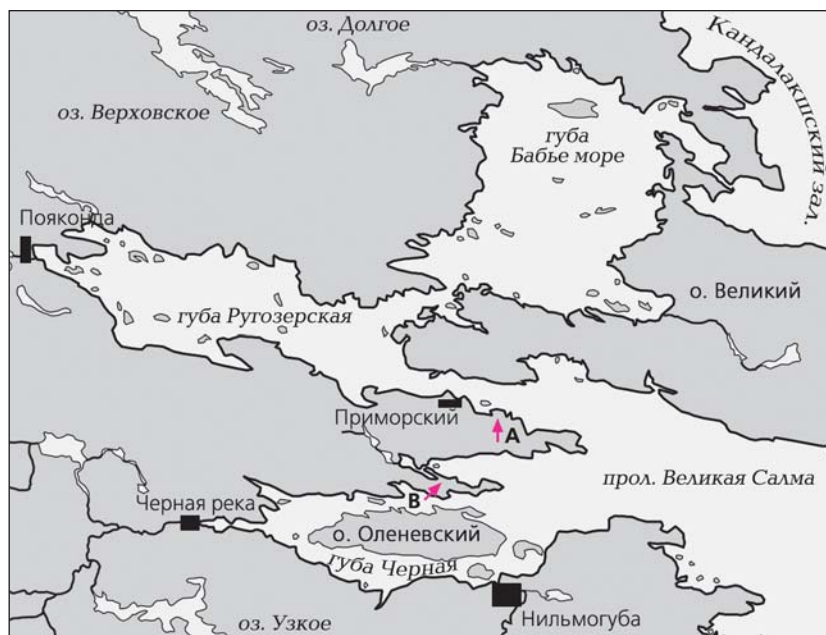 оз. Долгое
Кандалакшский зал.
оз. Верховское
губа
Бабье море
Пояконда
о. Великий
губа Ругозерская
Приморский
А
прол. Великая Салма
В
Черная река
о. Оленевский
губа Черная
Нильмогуба
оз. Узкое